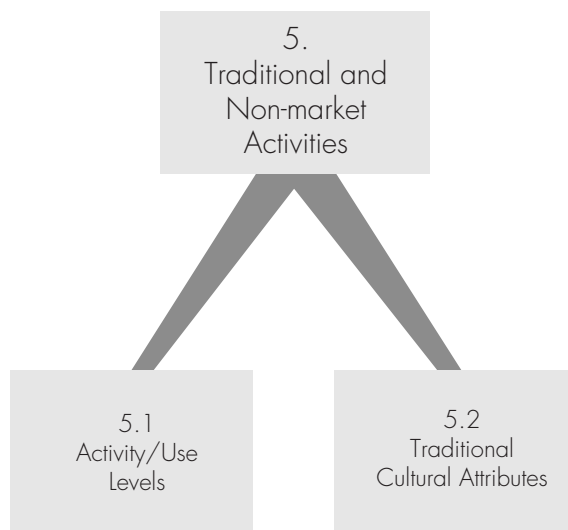 5.
Traditional and
Non-market
Activities
5.1
Activity/Use
Levels
5.2
Traditional
Cultural Attributes